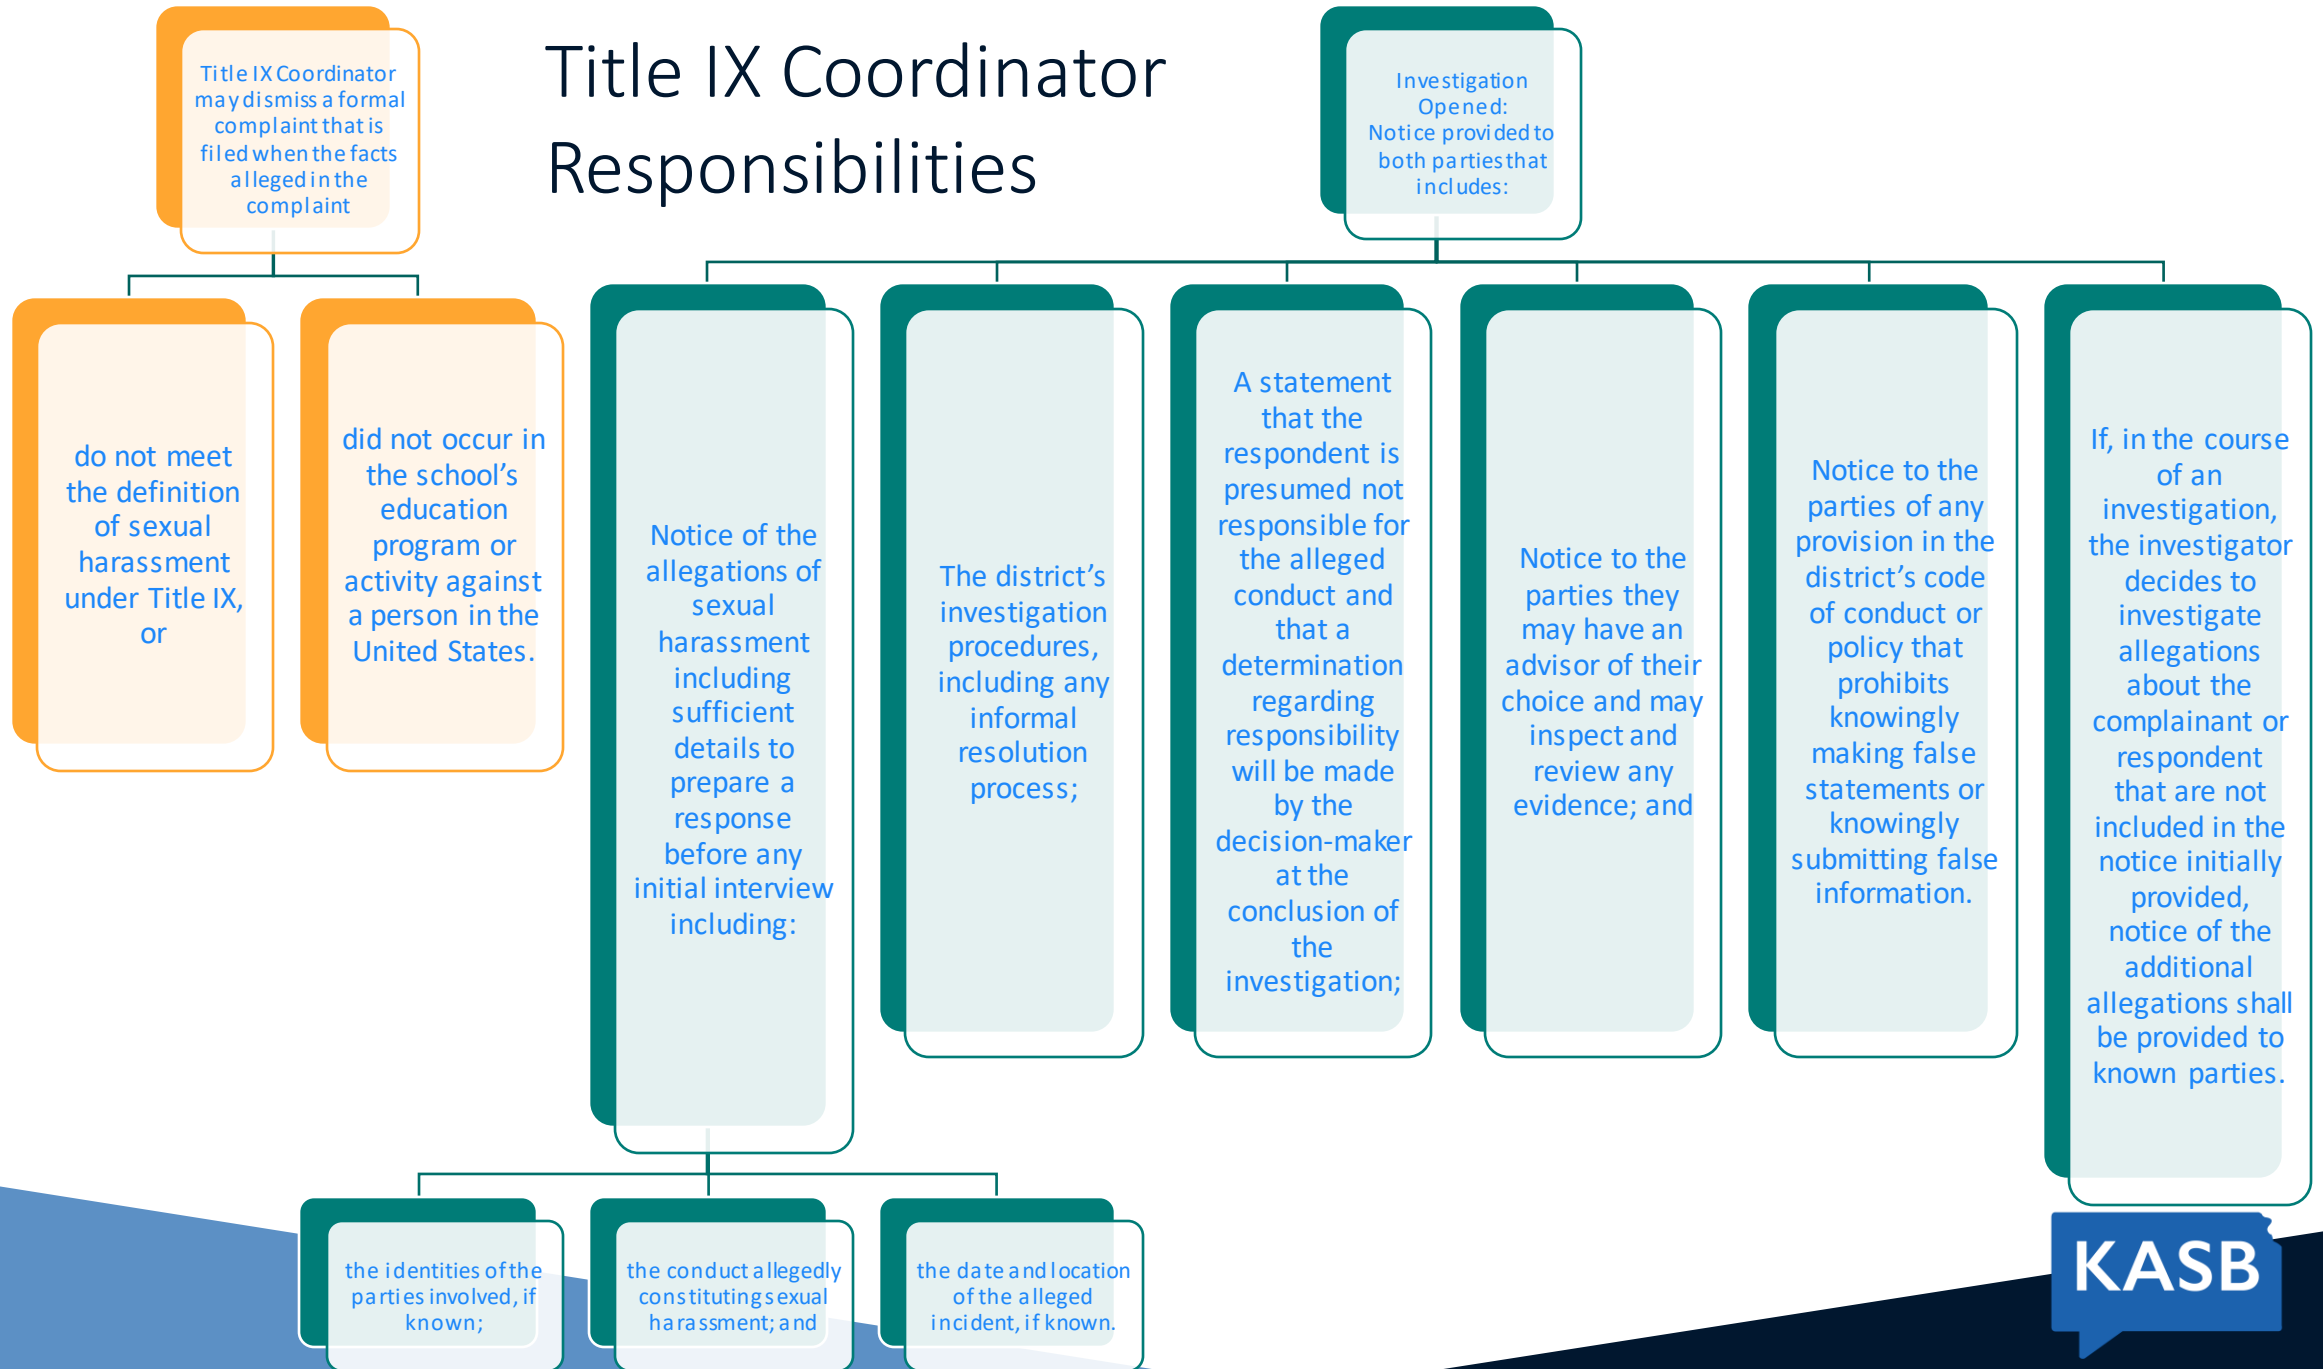 Title IX Coordinator
Responsibilities
Title IX Coordinator
may dismiss a formal
complaint that is
filed when the facts
alleged in the
complaint
do not meet
the definition
of sexual
harassment
under Title IX,
or
did not occur in
the school’s
education
program or
activity against
a person in the
United States.
Investigation
Opened:
Notice provided to
both parties that
includes:
Notice of the
allegations of
sexual
harassment
including
sufficient
details to
prepare a
response
before any
initial interview
including:
the identities of the
parties involved, if
known;
the conduct allegedly
constituting sexual
harassment; and
the date and location
of the alleged
incident, if known.
The district’s
investigation
procedures,
including any
informal
resolution
process;
A statement
that the
respondent is
presumed not
responsible for
the alleged
conduct and
that a
determination
regarding
responsibility
will be made
by the
decision-maker
at the
conclusion of
the
investigation;
Notice to the
parties they
may have an
advisor of their
choice and may
inspect and
review any
evidence; and
Notice to the
parties of any
provision in the
district’s code
of conduct or
policy that
prohibits
knowingly
making false
statements or
knowingly
submitting false
information.
If, in the course
of an
investigation,
the investigator
decides to
investigate
allegations
about the
complainant or
respondent
that are not
included in the
notice initially
provided,
notice of the
additional
allegations shall
be provided to
known parties.
KASB